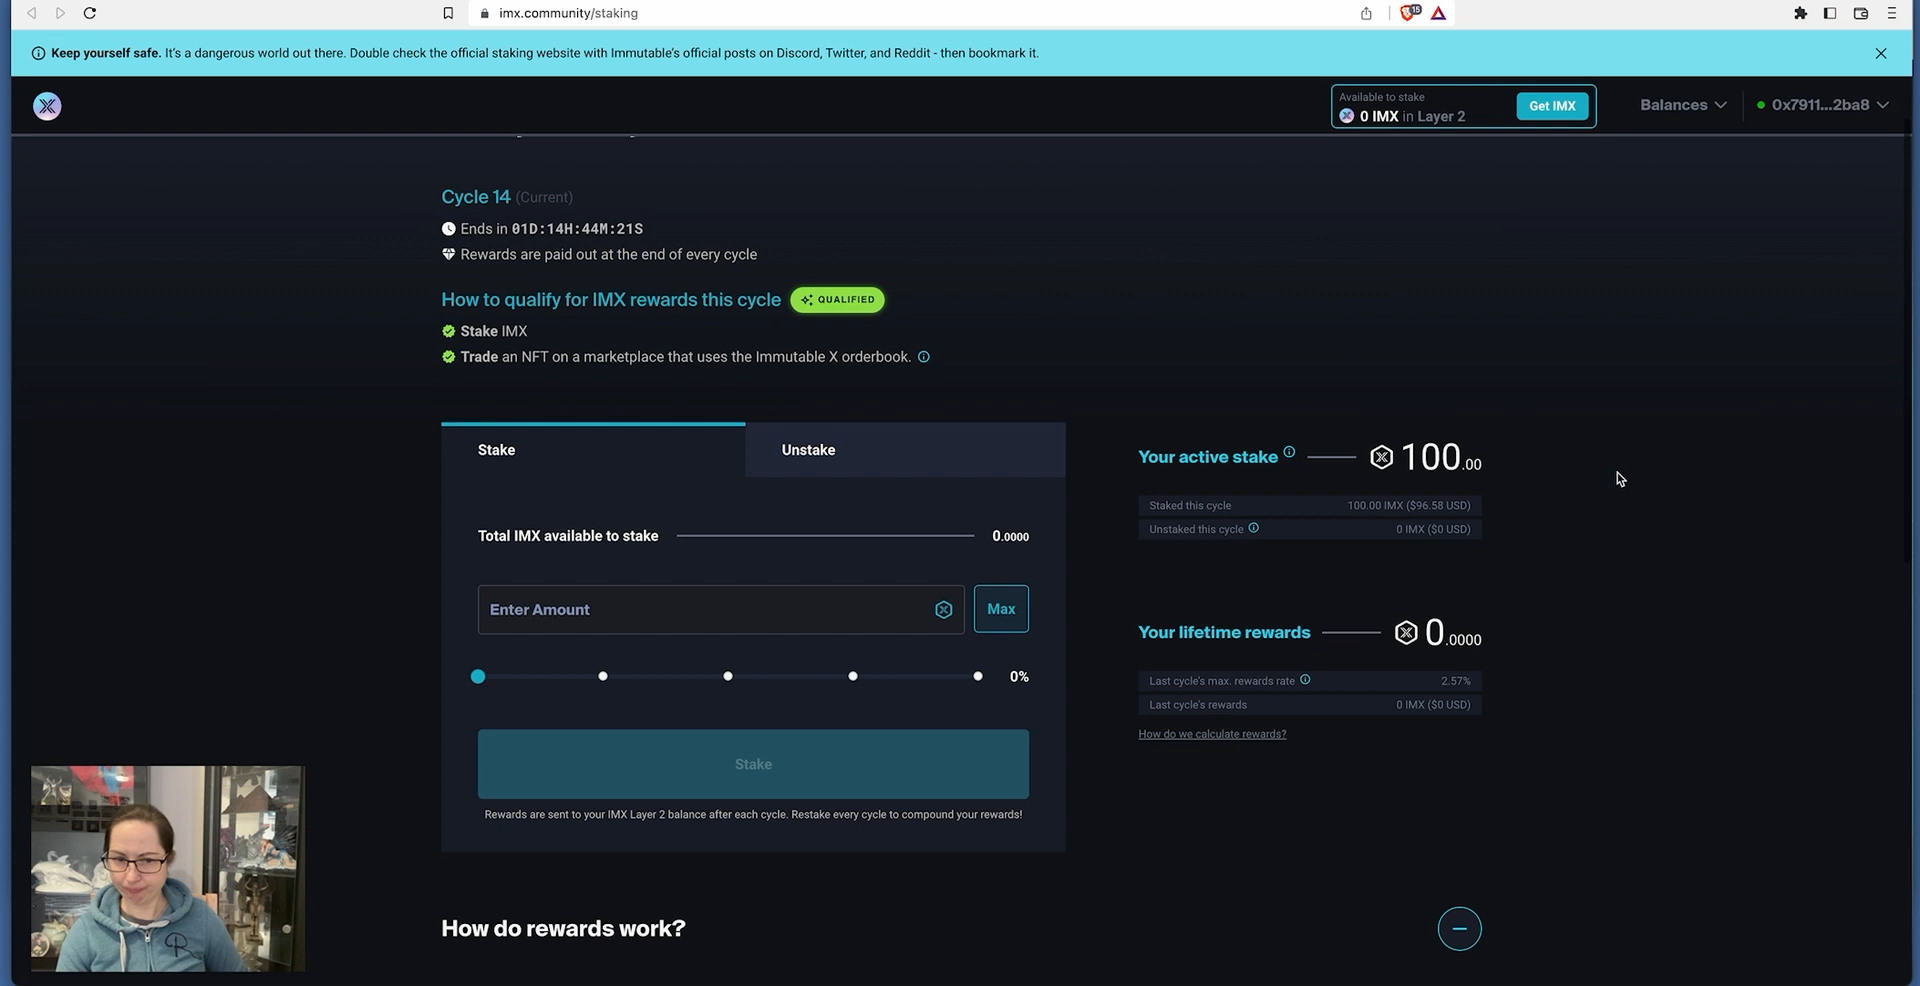 imx.community/staking
15
Keep yourself safe. It's a dangerous world out there. Double check the official staking website with Immutable's official posts on Discord, Twitter, and Reddit - then bookmark it.
Available to stake
0 IMX in Layer 2
Get IMX
Balances
0x7911...2ba8
Cycle 14 (Current)
Ends in 01D:14H:44M:21S
Rewards are paid out at the end of every cycle
How to qualify for IMX rewards this cycle
QUALIFIED
Stake IMX
Trade an NFT on a marketplace that uses the Immutable X orderbook.
Stake
Unstake
Total IMX available to stake
0.0000
Enter Amount
Max
0%
Stake
Rewards are sent to your IMX Layer 2 balance after each cycle. Restake every cycle to compound your rewards!
Your active stake
100.00
Staked this cycle
100.00 IMX ($96.58 USD)
Unstaked this cycle
0 IMX ($0 USD)
Your lifetime rewards
0.0000
Last cycle's max. rewards rate
2.57%
Last cycle's rewards
0 IMX ($0 USD)
How do we calculate rewards?
How do rewards work?